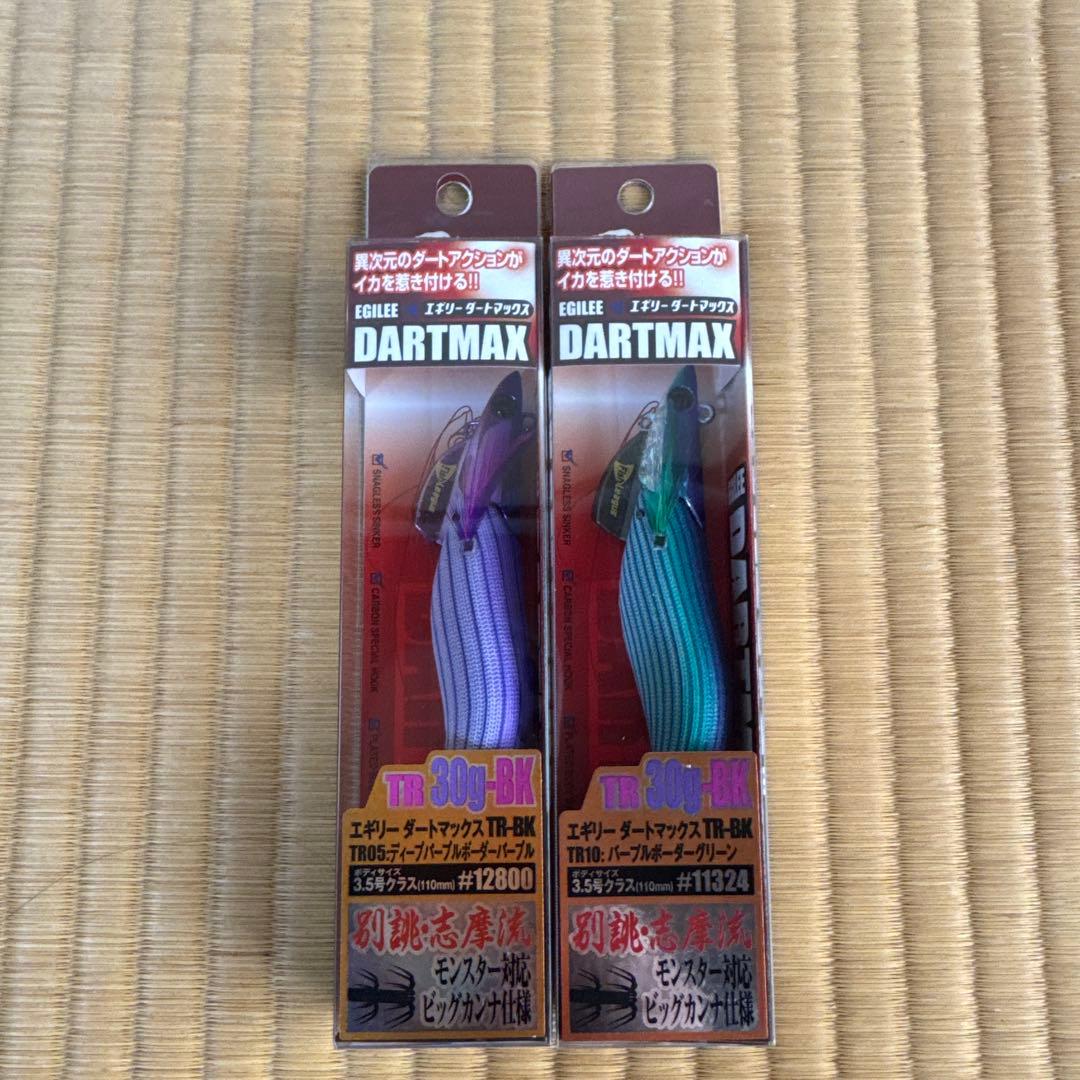 異次元のダートアクションが
イカを惹き付ける!!
EGILEE エギリーダートマックス
DARTMAX
Fish League
SNAGLESS SINKER
CARBON SPECIAL HOOK
TR 30g-BK
エギリー ダートマックス TR-BK
TR05:ディープパープルボーダーパープル
ボディサイズ
3.5号クラス(110mm) #12800
別誂・志摩流
モンスター対応
ビッグカンナ仕様
異次元のダートアクションが
イカを惹き付ける!!
EGILEE エギリーダートマックス
DARTMAX
League
SNAGLESS SINKER
CARBON SPECIAL HOOK
TR 30g-BK
エギリー ダートマックス TR-BK
TR10: パープルボーダーグリーン
ボディサイズ
3.5号クラス(110mm) #11324
別誂・志摩流
モンスター対応
ビッグカンナ仕様